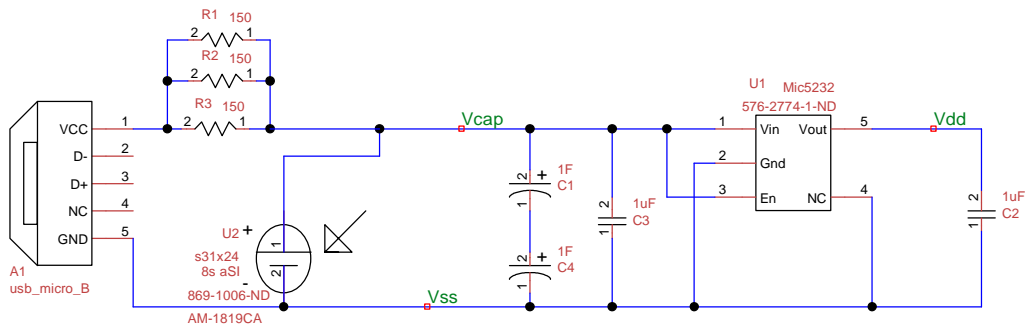 R1 150
2 1
R2 150
2 1
R3 150
2 1
VCC 1
D- 2
D+ 3
NC 4
GND 5
A1
usb_micro_B
U2 +
1
s31x24
8s aSI
2
-
869-1006-ND
AM-1819CA
Vcap
Vss
2 + 1F
1 C1
2 + 1F
1 C4
2 1uF
1 C3
U1 Mic5232
576-2774-1-ND
1 Vin Vout 5
2 Gnd
3 En NC 4
Vdd
2 1uF
1 C2